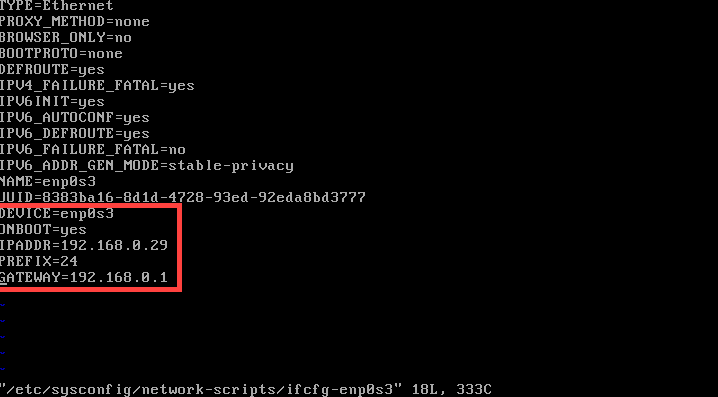 TYPE=Ethernet
PROXY_METHOD=none
BROWSER_ONLY=no
BOOTPROTO=none
DEFROUTE=yes
IPV4_FAILURE_FATAL=yes
IPV6INIT=yes
IPV6_AUTOCONF=yes
IPV6_DEFROUTE=yes
IPV6_FAILURE_FATAL=no
IPV6_ADDR_GEN_MODE=stable-privacy
NAME=enp0s3
UUID=8383ba16-8d1d-4728-93ed-92eda8bd3777
DEVICE=enp0s3
ONBOOT=yes
IPADDR=192.168.0.29
PREFIX=24
GATEWAY=192.168.0.1
~
~
~
~
~
"/etc/sysconfig/network-scripts/ifcfg-enp0s3" 18L, 333C